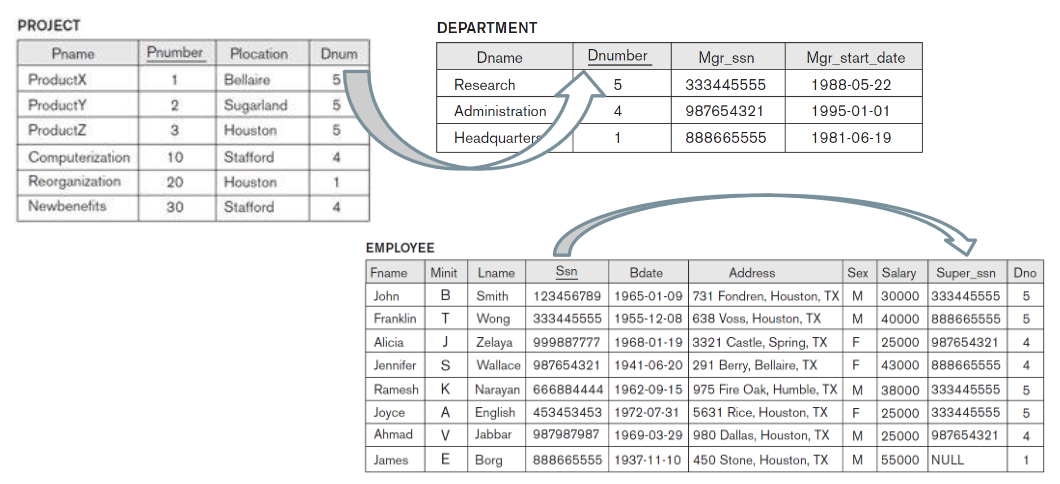 PROJECT
Pname Pnumber Plocation Dnum
ProductX 1 Bellaire 5
ProductY 2 Sugarland 5
ProductZ 3 Houston 5
Computerization 10 Stafford 4
Reorganization 20 Houston 1
Newbenefits 30 Stafford 4
DEPARTMENT
Dname Dnumber Mgr_ssn Mgr_start_date
Research 5 333445555 1988-05-22
Administration 4 987654321 1995-01-01
Headquarters 1 888665555 1981-06-19
EMPLOYEE
Fname Minit Lname Ssn Bdate Address Sex Salary Super_ssn Dno
John B Smith 123456789 1965-01-09 731 Fondren, Houston, TX M 30000 333445555 5
Franklin T Wong 333445555 1955-12-08 638 Voss, Houston, TX M 40000 888665555 5
Alicia J Zelaya 999887777 1968-01-19 3321 Castle, Spring, TX F 25000 987654321 4
Jennifer S Wallace 987654321 1941-06-20 291 Berry, Bellaire, TX F 43000 888665555 4
Ramesh K Narayan 666884444 1962-09-15 975 Fire Oak, Humble, TX M 38000 333445555 5
Joyce A English 453453453 1972-07-31 5631 Rice, Houston, TX F 25000 333445555 5
Ahmad V Jabbar 987987987 1969-03-29 980 Dallas, Houston, TX M 25000 987654321 4
James E Borg 888665555 1937-11-10 450 Stone, Houston, TX M 55000 NULL 1